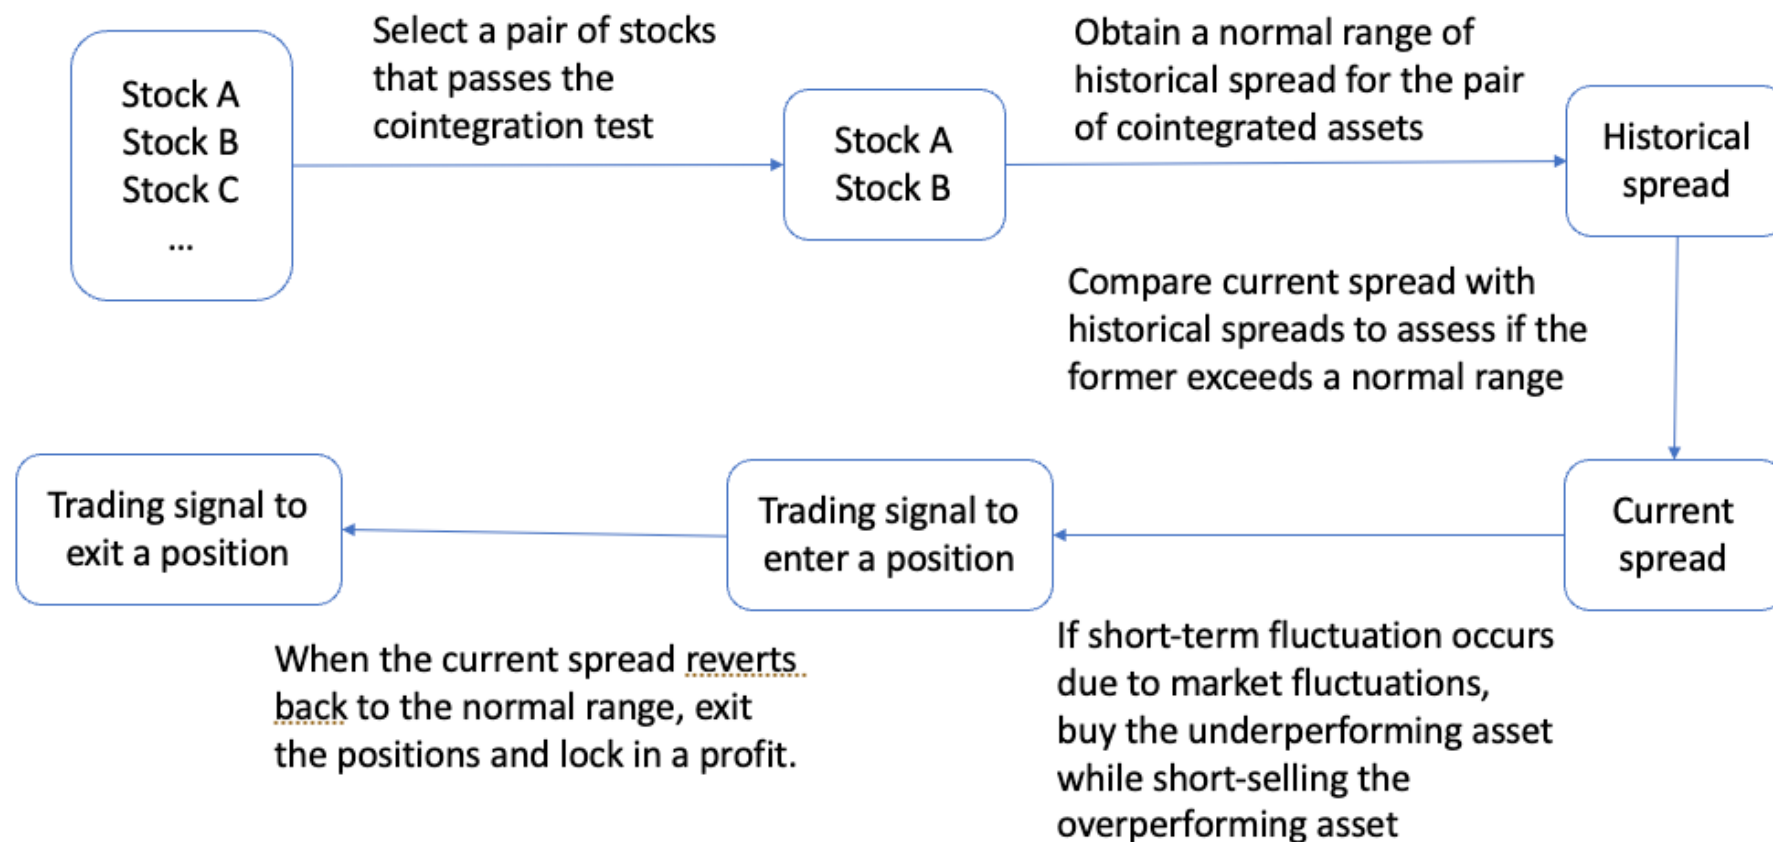 Stock A
Stock B
Stock C
...
Select a pair of stocks
that passes the
cointegration test
Stock A
Stock B
Obtain a normal range of
historical spread for the pair
of cointegrated assets
Historical
spread
Compare current spread with
historical spreads to assess if the
former exceeds a normal range
Current
spread
If short-term fluctuation occurs
due to market fluctuations,
buy the underperforming asset
while short-selling the
overperforming asset
Trading signal to
enter a position
When the current spread reverts
back to the normal range, exit
the positions and lock in a profit.
Trading signal to
exit a position